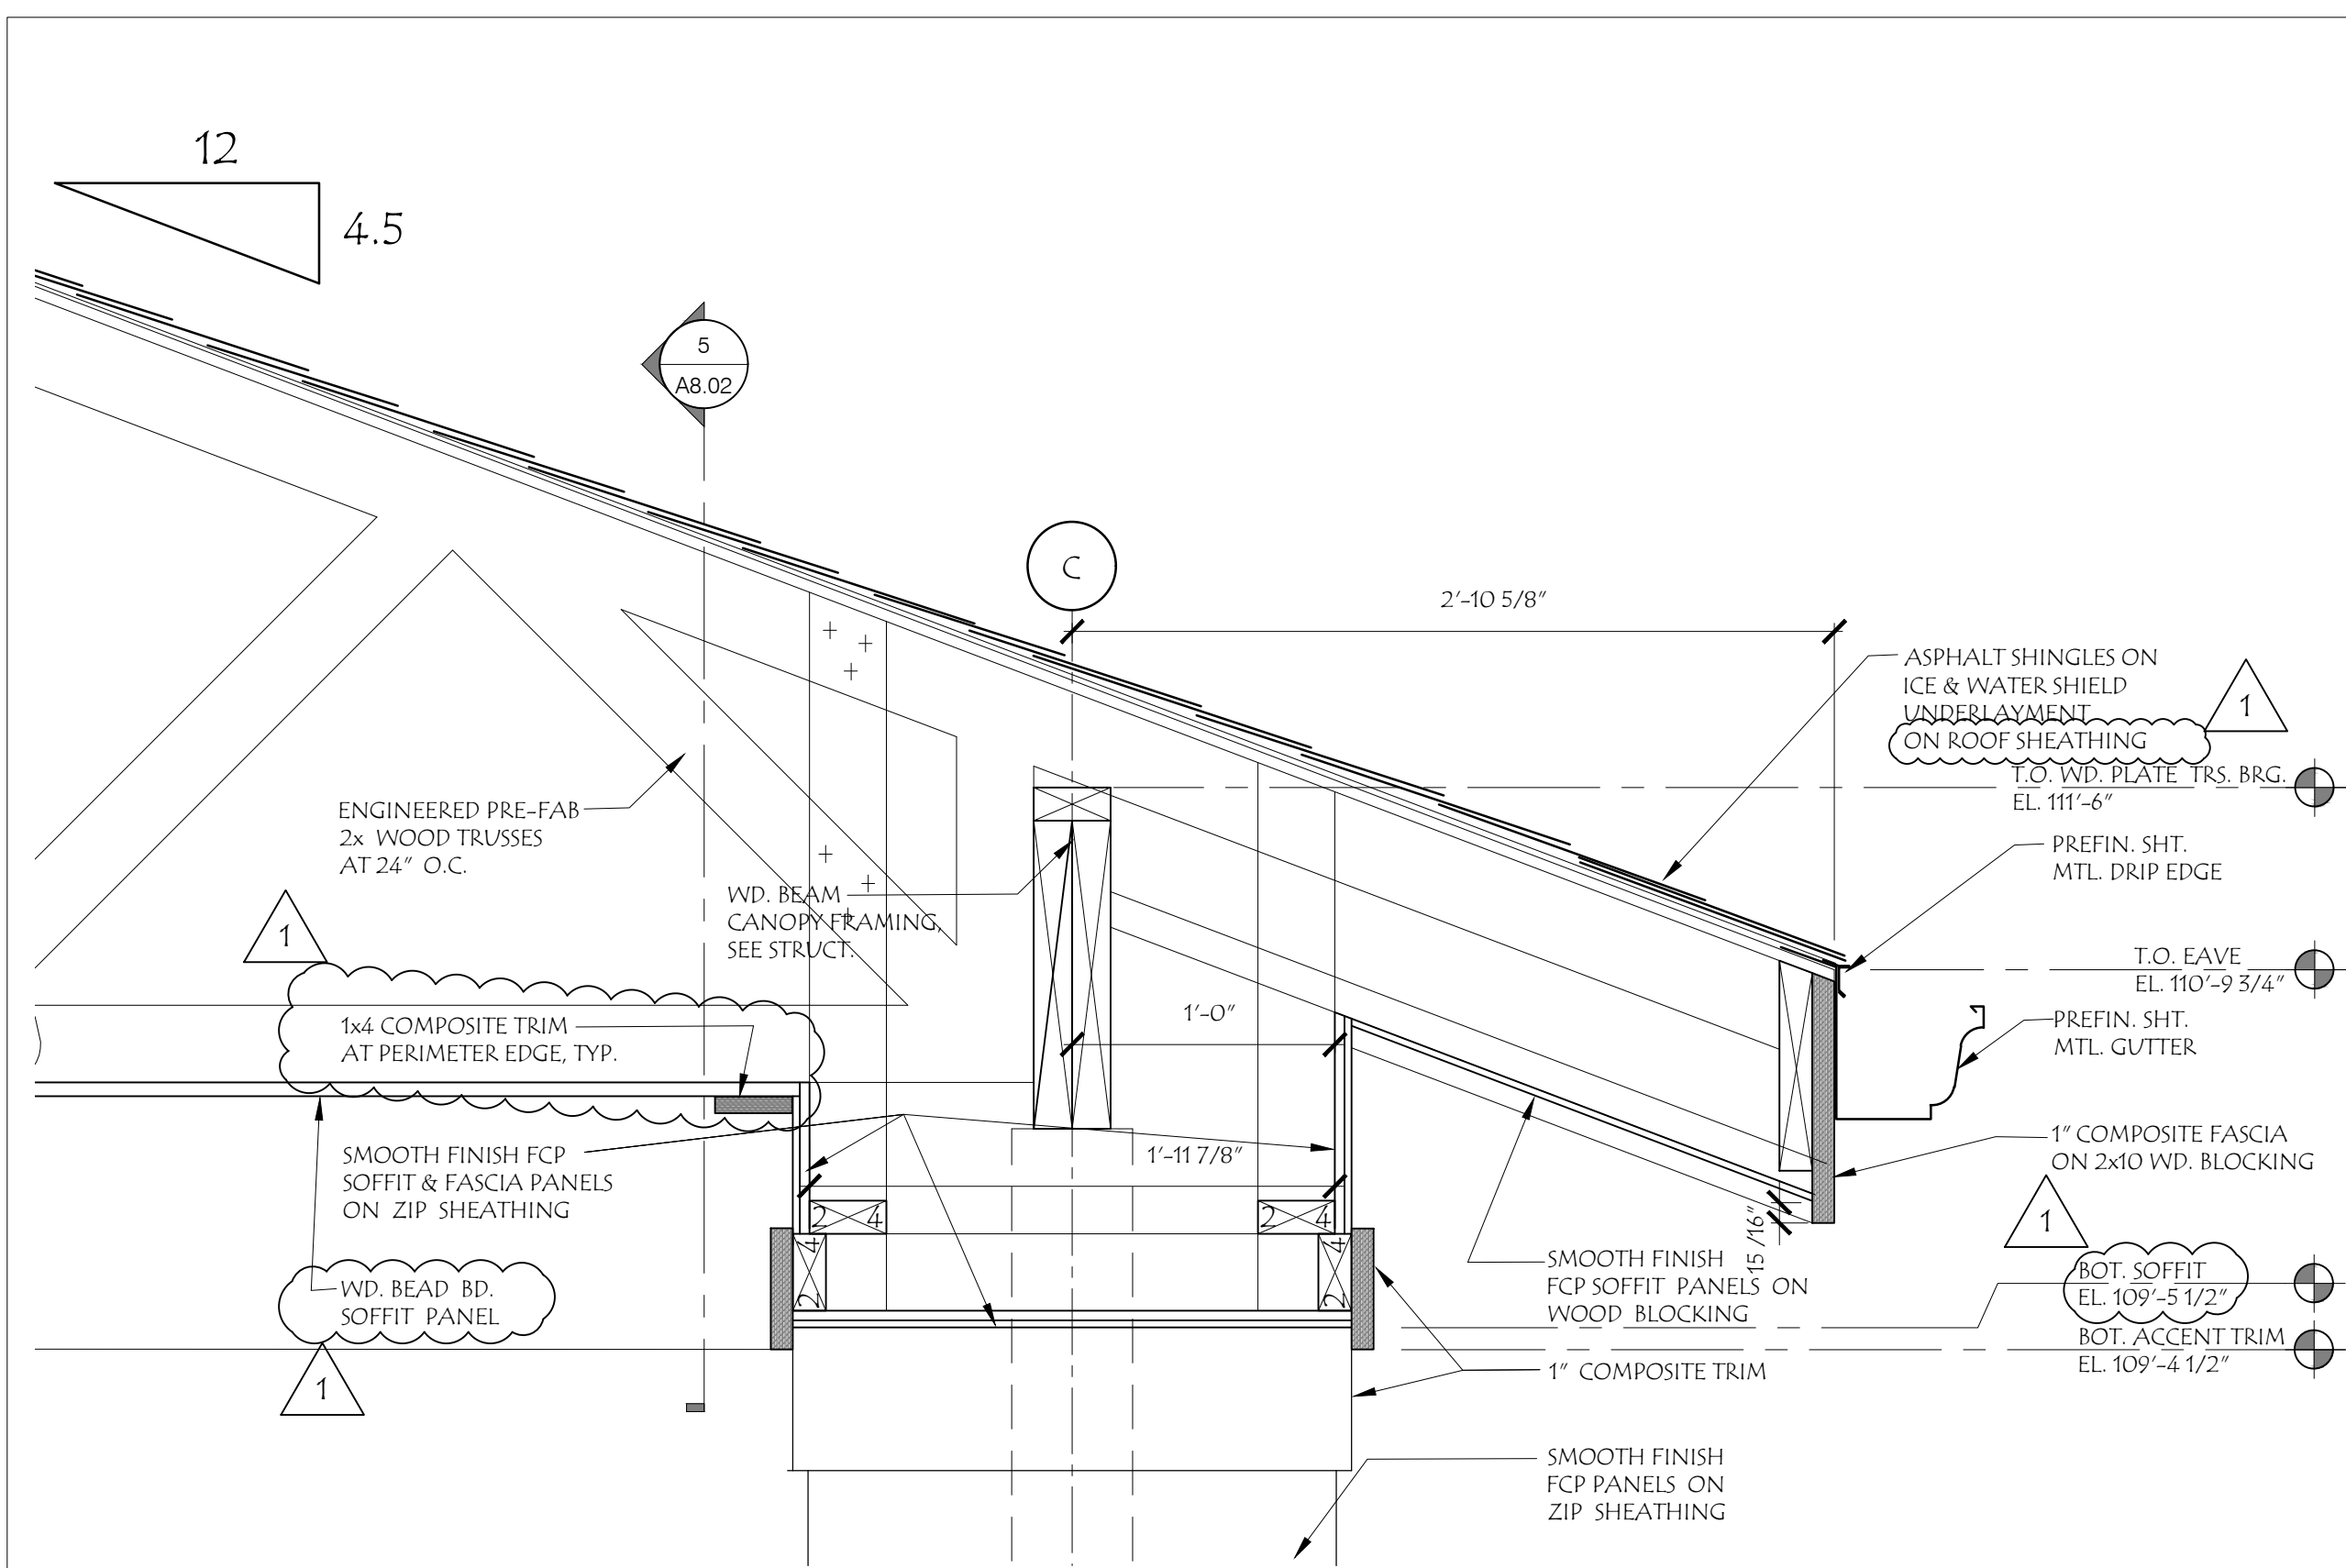 12
4.5
5
A8.02
C
2'-10 5/8"
ASPHALT SHINGLES ON
ICE & WATER SHIELD
UNDERLAYMENT
ON ROOF SHEATHING
1
T.O. WD. PLATE TRS. BRG.
EL. 111'-6"
ENGINEERED PRE-FAB
2x WOOD TRUSSES
AT 24" O.C.
PREFIN. SHT.
MTL. DRIP EDGE
WD. BEAM
CANOPY FRAMING,
SEE STRUCT.
1
T.O. EAVE
EL. 110'-9 3/4"
1x4 COMPOSITE TRIM
AT PERIMETER EDGE, TYP.
1'-0"
PREFIN. SHT.
MTL. GUTTER
SMOOTH FINISH FCP
SOFFIT & FASCIA PANELS
ON ZIP SHEATHING
1'-11 7/8"
1" COMPOSITE FASCIA
ON 2x10 WD. BLOCKING
2 4
2 4
2 4
2 4
15/16"
1
WD. BEAD BD.
SOFFIT PANEL
1
SMOOTH FINISH
FCP SOFFIT PANELS ON
WOOD BLOCKING
BOT. SOFFIT
EL. 109'-5 1/2"
BOT. ACCENT TRIM
EL. 109'-4 1/2"
1" COMPOSITE TRIM
SMOOTH FINISH
FCP PANELS ON
ZIP SHEATHING